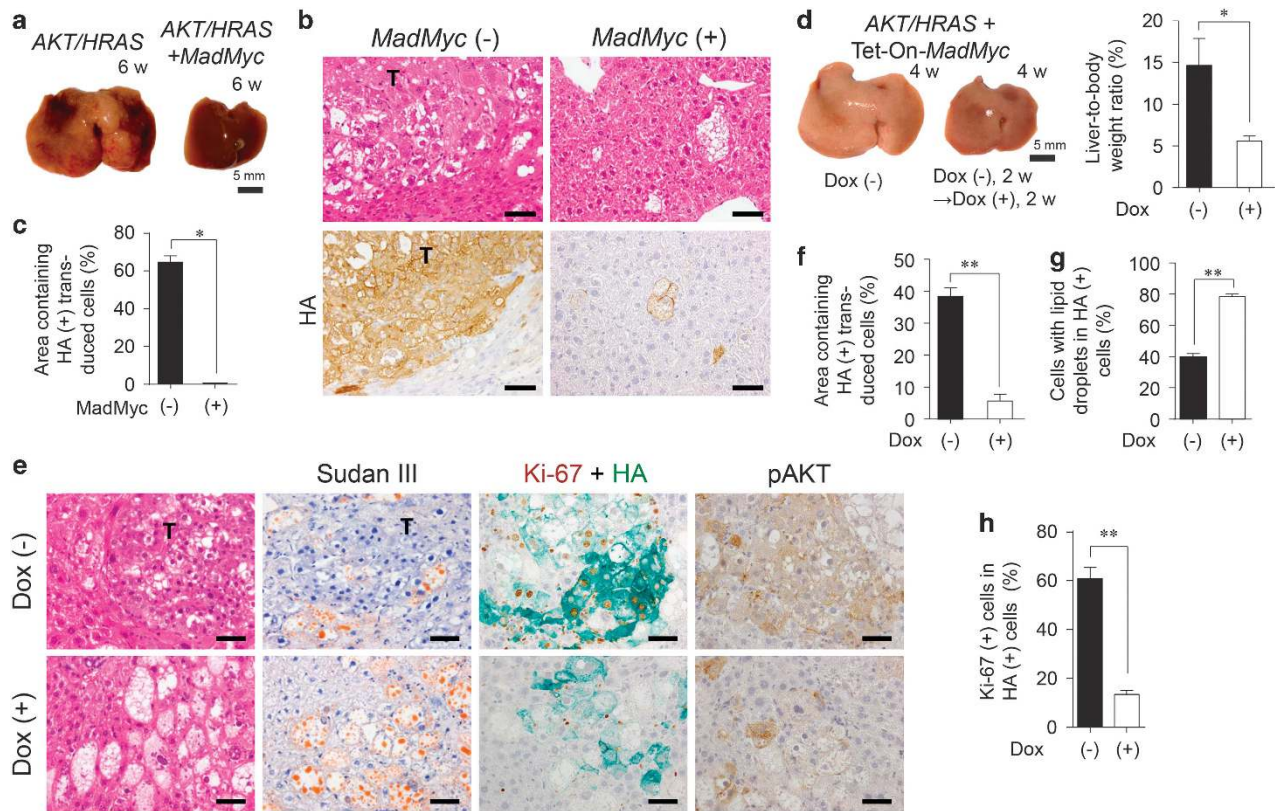 a
AKT/HRAS
6 w
AKT/HRAS
+MadMyc
6 w
5 mm
b
MadMyc (-)
MadMyc (+)
T
HA
T
c
Area containing
HA (+) trans-
duced cells (%)
80
60
40
20
0
*
MadMyc
(-)
(+)
d
AKT/HRAS +
Tet-On-MadMyc
4 w
4 w
5 mm
Dox (-)
Dox (-), 2 w
→Dox (+), 2 w
Liver-to-body
weight ratio (%)
20
15
10
5
0
*
Dox
(-)
(+)
f
Area containing
HA (+) trans-
duced cells (%)
50
40
30
20
10
0
**
Dox
(-)
(+)
g
Cells with lipid
droplets in HA (+)
cells (%)
100
80
60
40
20
0
**
Dox
(-)
(+)
e
Sudan III
Ki-67 + HA
pAKT
Dox (-)
T
T
Dox (+)
h
Ki-67 (+) cells in
HA (+) cells (%)
80
60
40
20
0
**
Dox
(-)
(+)